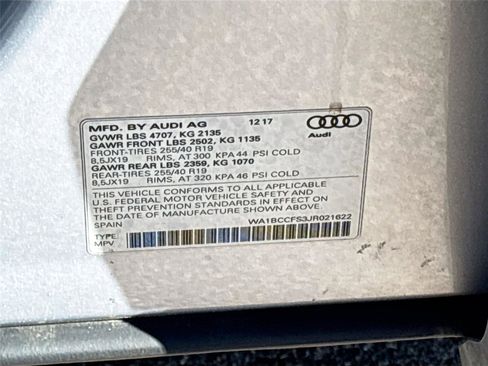 MFD. BY AUDI AG 12 17
GVWR LBS 4707, KG 2135
GAWR FRONT LBS 2502, KG 1135
FRONT-TIRES 255/40 R19
8,5JX19 RIMS, AT 300 KPA 44 PSI COLD
GAWR REAR LBS 2359, KG 1070
REAR-TIRES 255/40 R19
8,5JX19 RIMS, AT 320 KPA 46 PSI COLD
Audi
THIS VEHICLE CONFORMS TO ALL APPLICABLE
U.S. FEDERAL MOTOR VEHICLE SAFETY AND
THEFT PREVENTION STANDARDS IN EFFECT ON
THE DATE OF MANUFACTURE SHOWN ABOVE.
SPAIN WA1BCCFS3JR021622
TYPE:
MPV